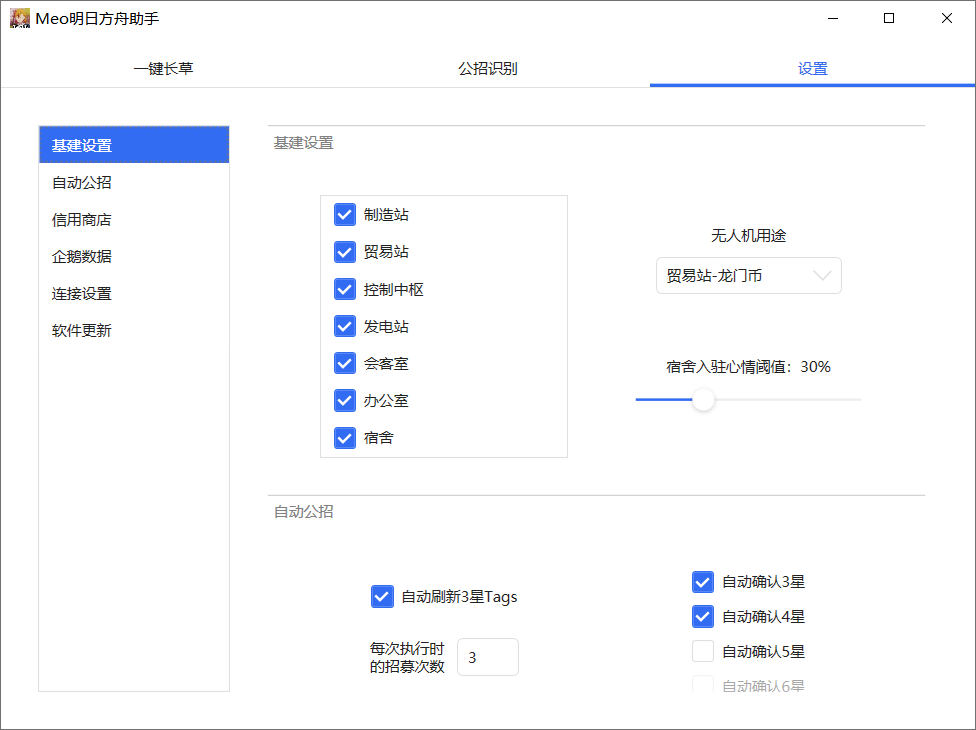 Meo明日方舟助手
一键长草
公招识别
设置
基建设置
自动公招
信用商店
企鹅数据
连接设置
软件更新
基建设置
制造站
贸易站
控制中枢
发电站
会客室
办公室
宿舍
无人机用途
贸易站-龙门币
宿舍入驻心情阈值：30%
自动公招
自动刷新3星Tags
每次执行时
的招募次数
3
自动确认3星
自动确认4星
自动确认5星
自动确认6星